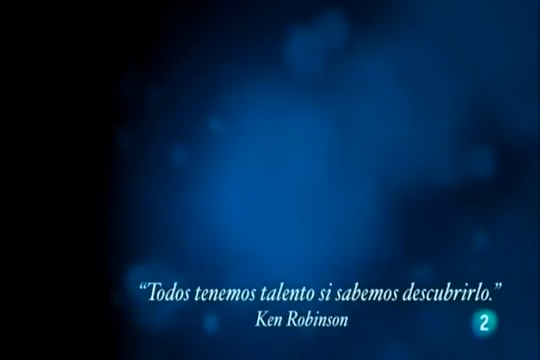 “Todos tenemos talento si sabemos descubrirlo.”
Ken Robinson
2